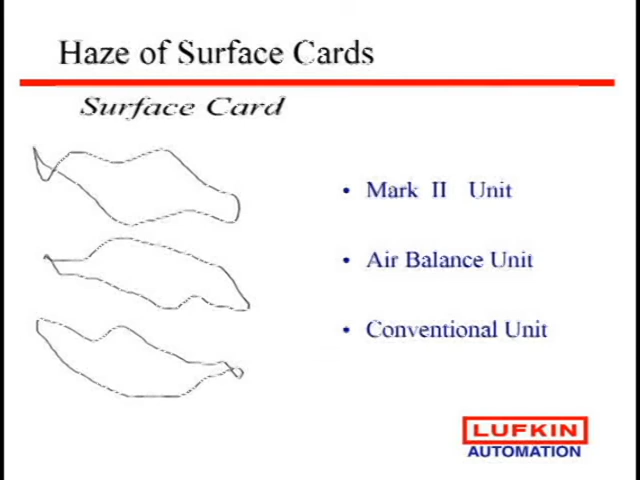 Haze of Surface Cards
Surface Card
• Mark II Unit
• Air Balance Unit
• Conventional Unit
LUFKIN
AUTOMATION